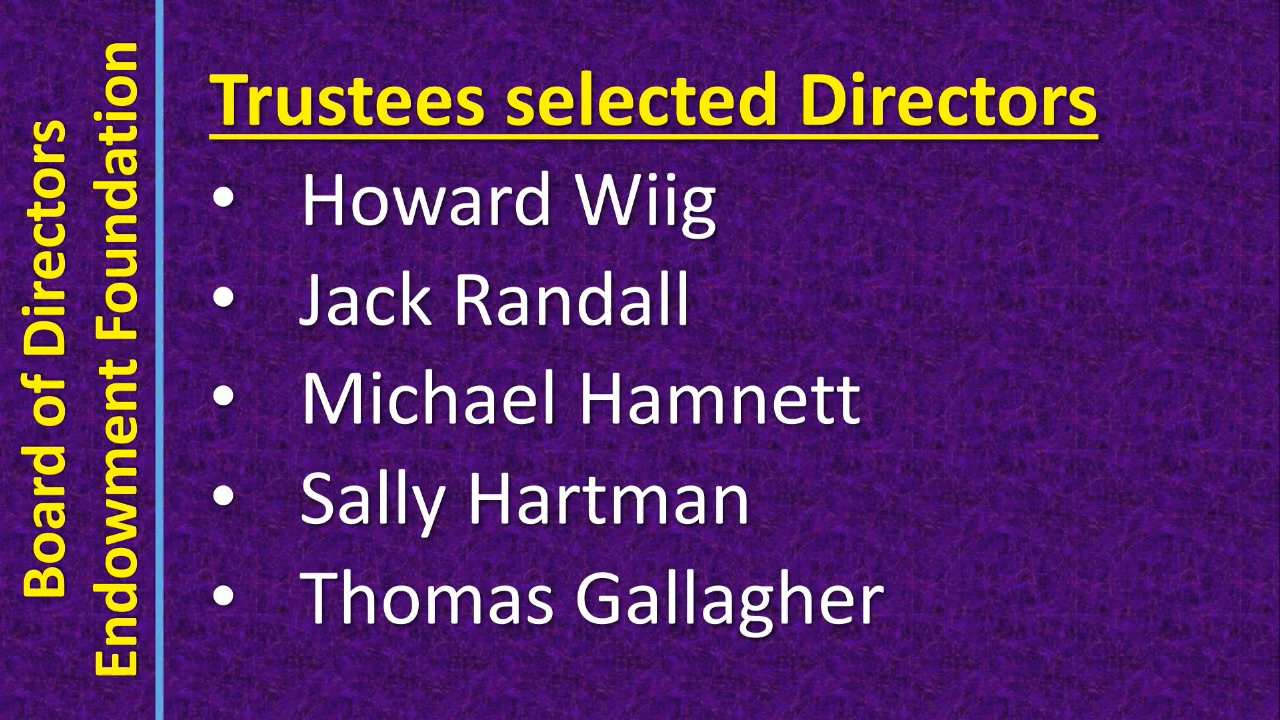 Board of Directors
Endowment Foundation
Trustees selected Directors
• Howard Wiig
• Jack Randall
• Michael Hamnett
• Sally Hartman
• Thomas Gallagher